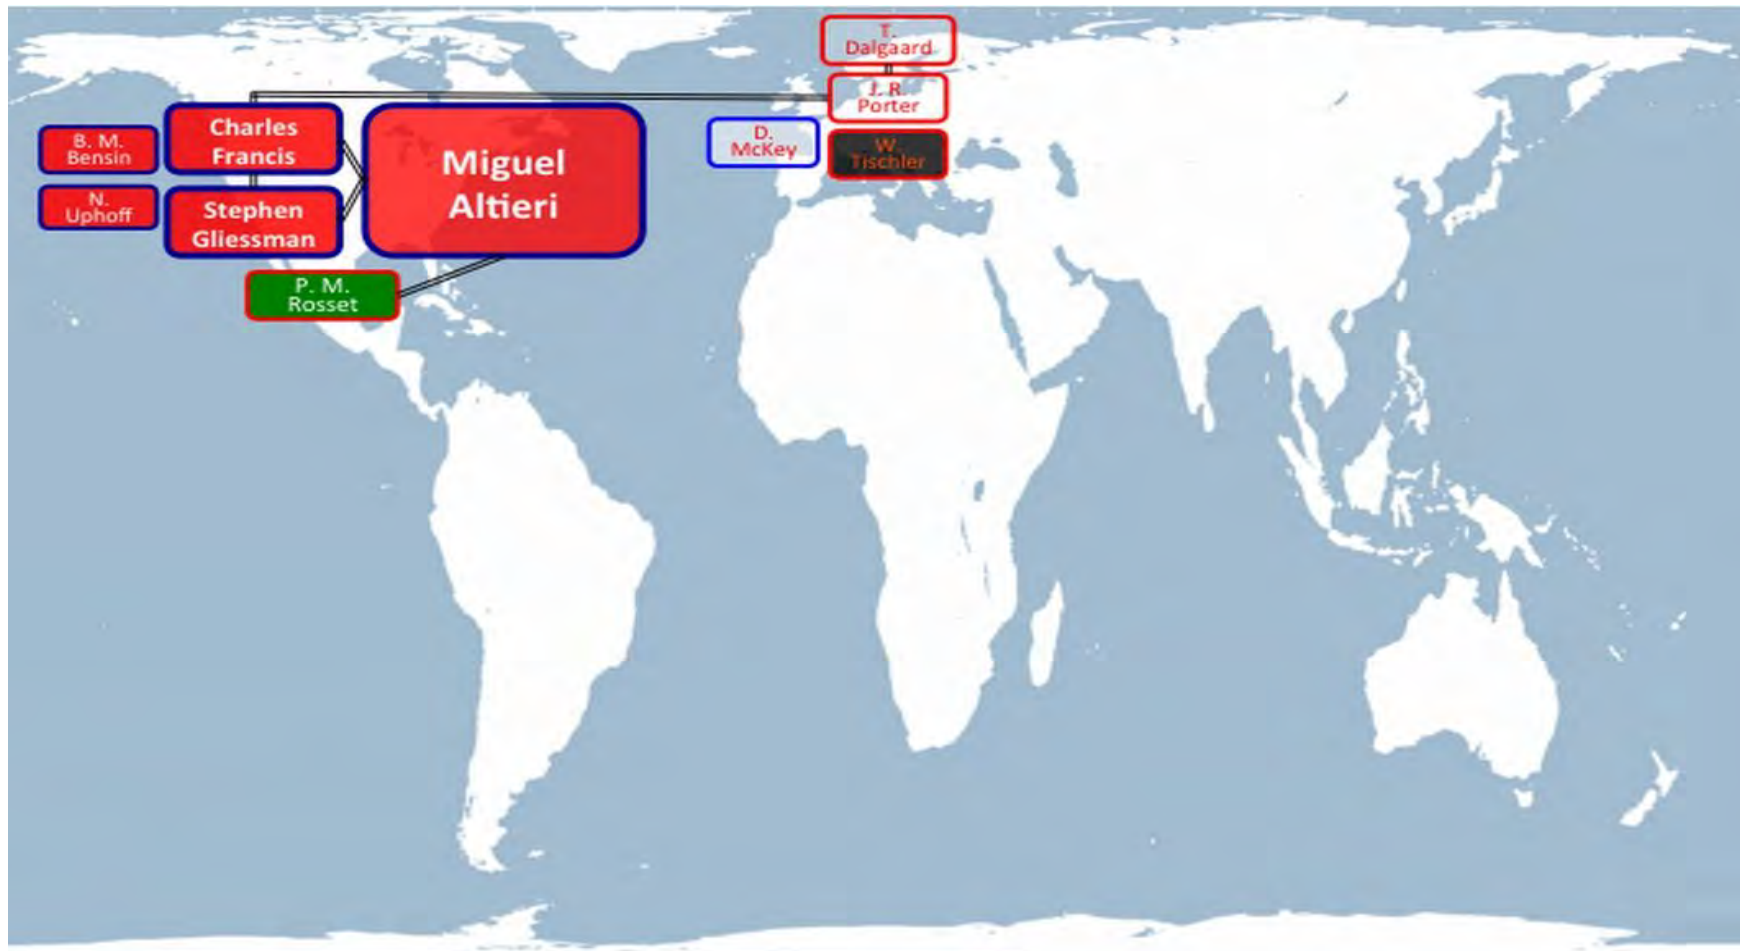 T.
Dalgaard
J. R.
Porter
Charles
Francis
B. M.
Bensin
Miguel
Altieri
D.
McKey
W.
Tischler
N.
Uphoff
Stephen
Gliessman
P. M.
Rosset